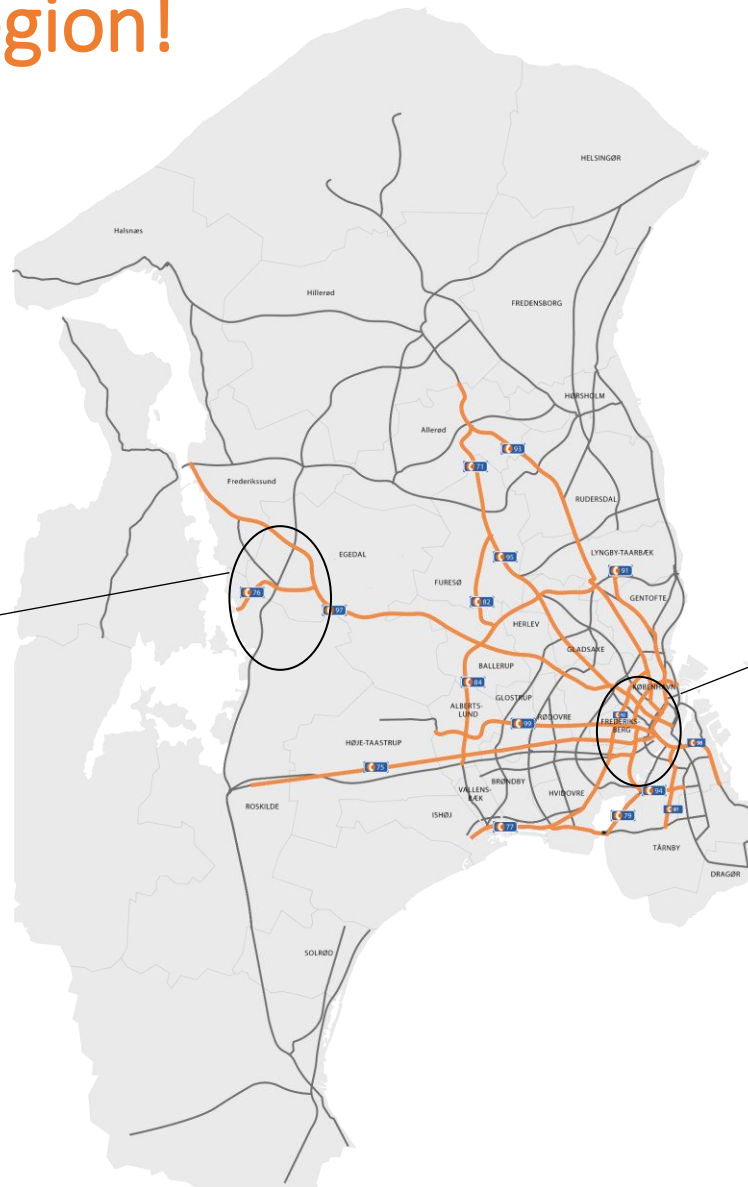 gion!
HELSINGØR
Halsnæs
Hillerød
FREDENSBORG
HØRSHOLM
Allerød
93
71
Frederikssund
RUDERSDAL
EGEDAL
95
LYNGBY-TAARBÆK
91
FURESØ
76
82
97
GENTOFTE
HERLEV
GLADSAXE
BALLERUP
84
KØBENHAVN
GLOSTRUP
ALBERTS-
LUND
RØDOVRE
99
FREDERIKS-
BERG
HØJE-TAASTRUP
75
BRØNDBY
VALLENS-
BÆK
HVIDOVRE
94
ROSKILDE
ISHØJ
77
79
TÅRNBY
DRAGØR
SOLRØD